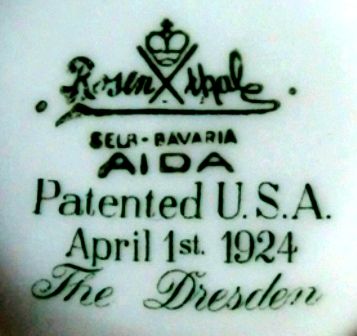 Rosenthal
SELB-BAVARIA
AIDA
Patented U.S.A.
April 1st. 1924
The Dresden